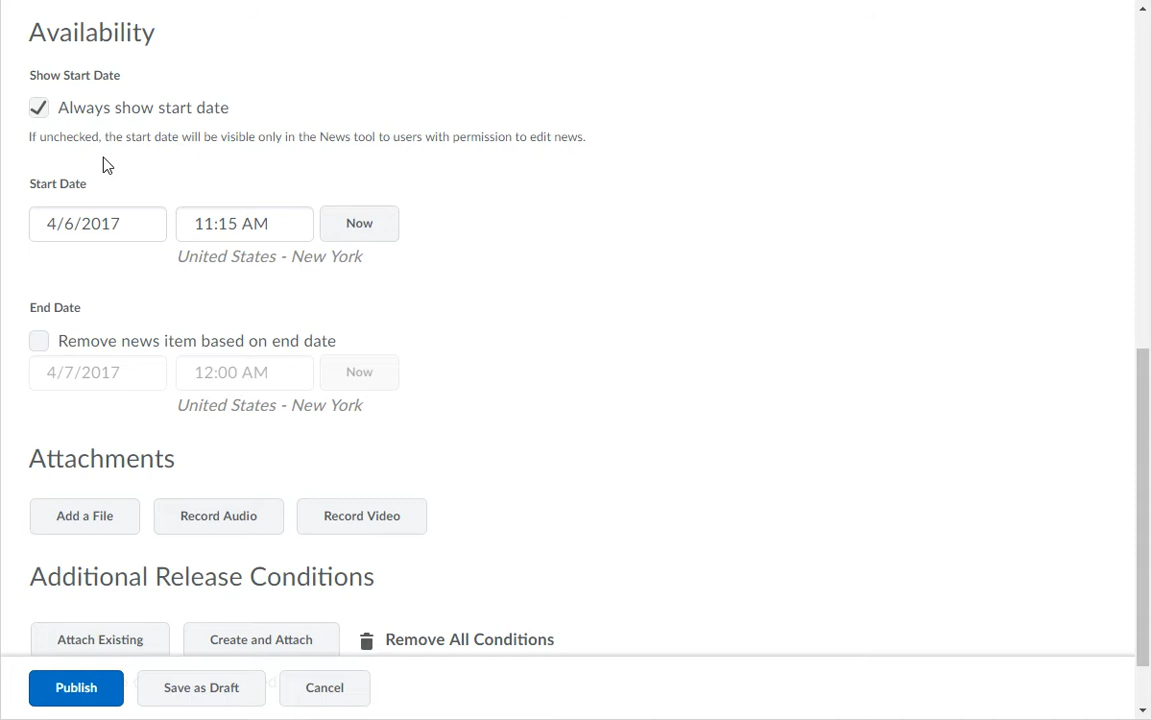 Availability
Show Start Date
Always show start date
If unchecked, the start date will be visible only in the News tool to users with permission to edit news.
Start Date
4/6/2017 11:15 AM Now
United States - New York
End Date
Remove news item based on end date
4/7/2017 12:00 AM Now
United States - New York
Attachments
Add a File Record Audio Record Video
Additional Release Conditions
Attach Existing Create and Attach Remove All Conditions
Publish Save as Draft Cancel